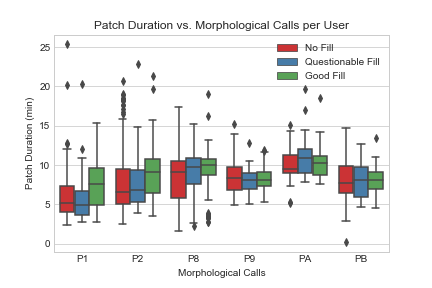 Patch Duration vs. Morphological Calls per User
No Fill
Questionable Fill
Good Fill
25
20
15
10
5
0
Patch Duration (min)
P1 P2 P8 P9 PA PB
Morphological Calls